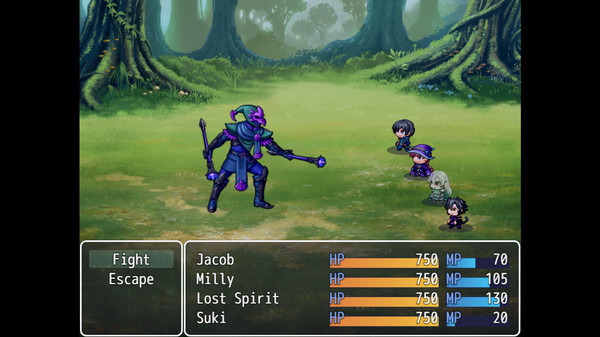 Fight
Escape
Jacob HP 750 MP 70
Milly HP 750 MP 105
Lost Spirit HP 750 MP 130
Suki HP 750 MP 20